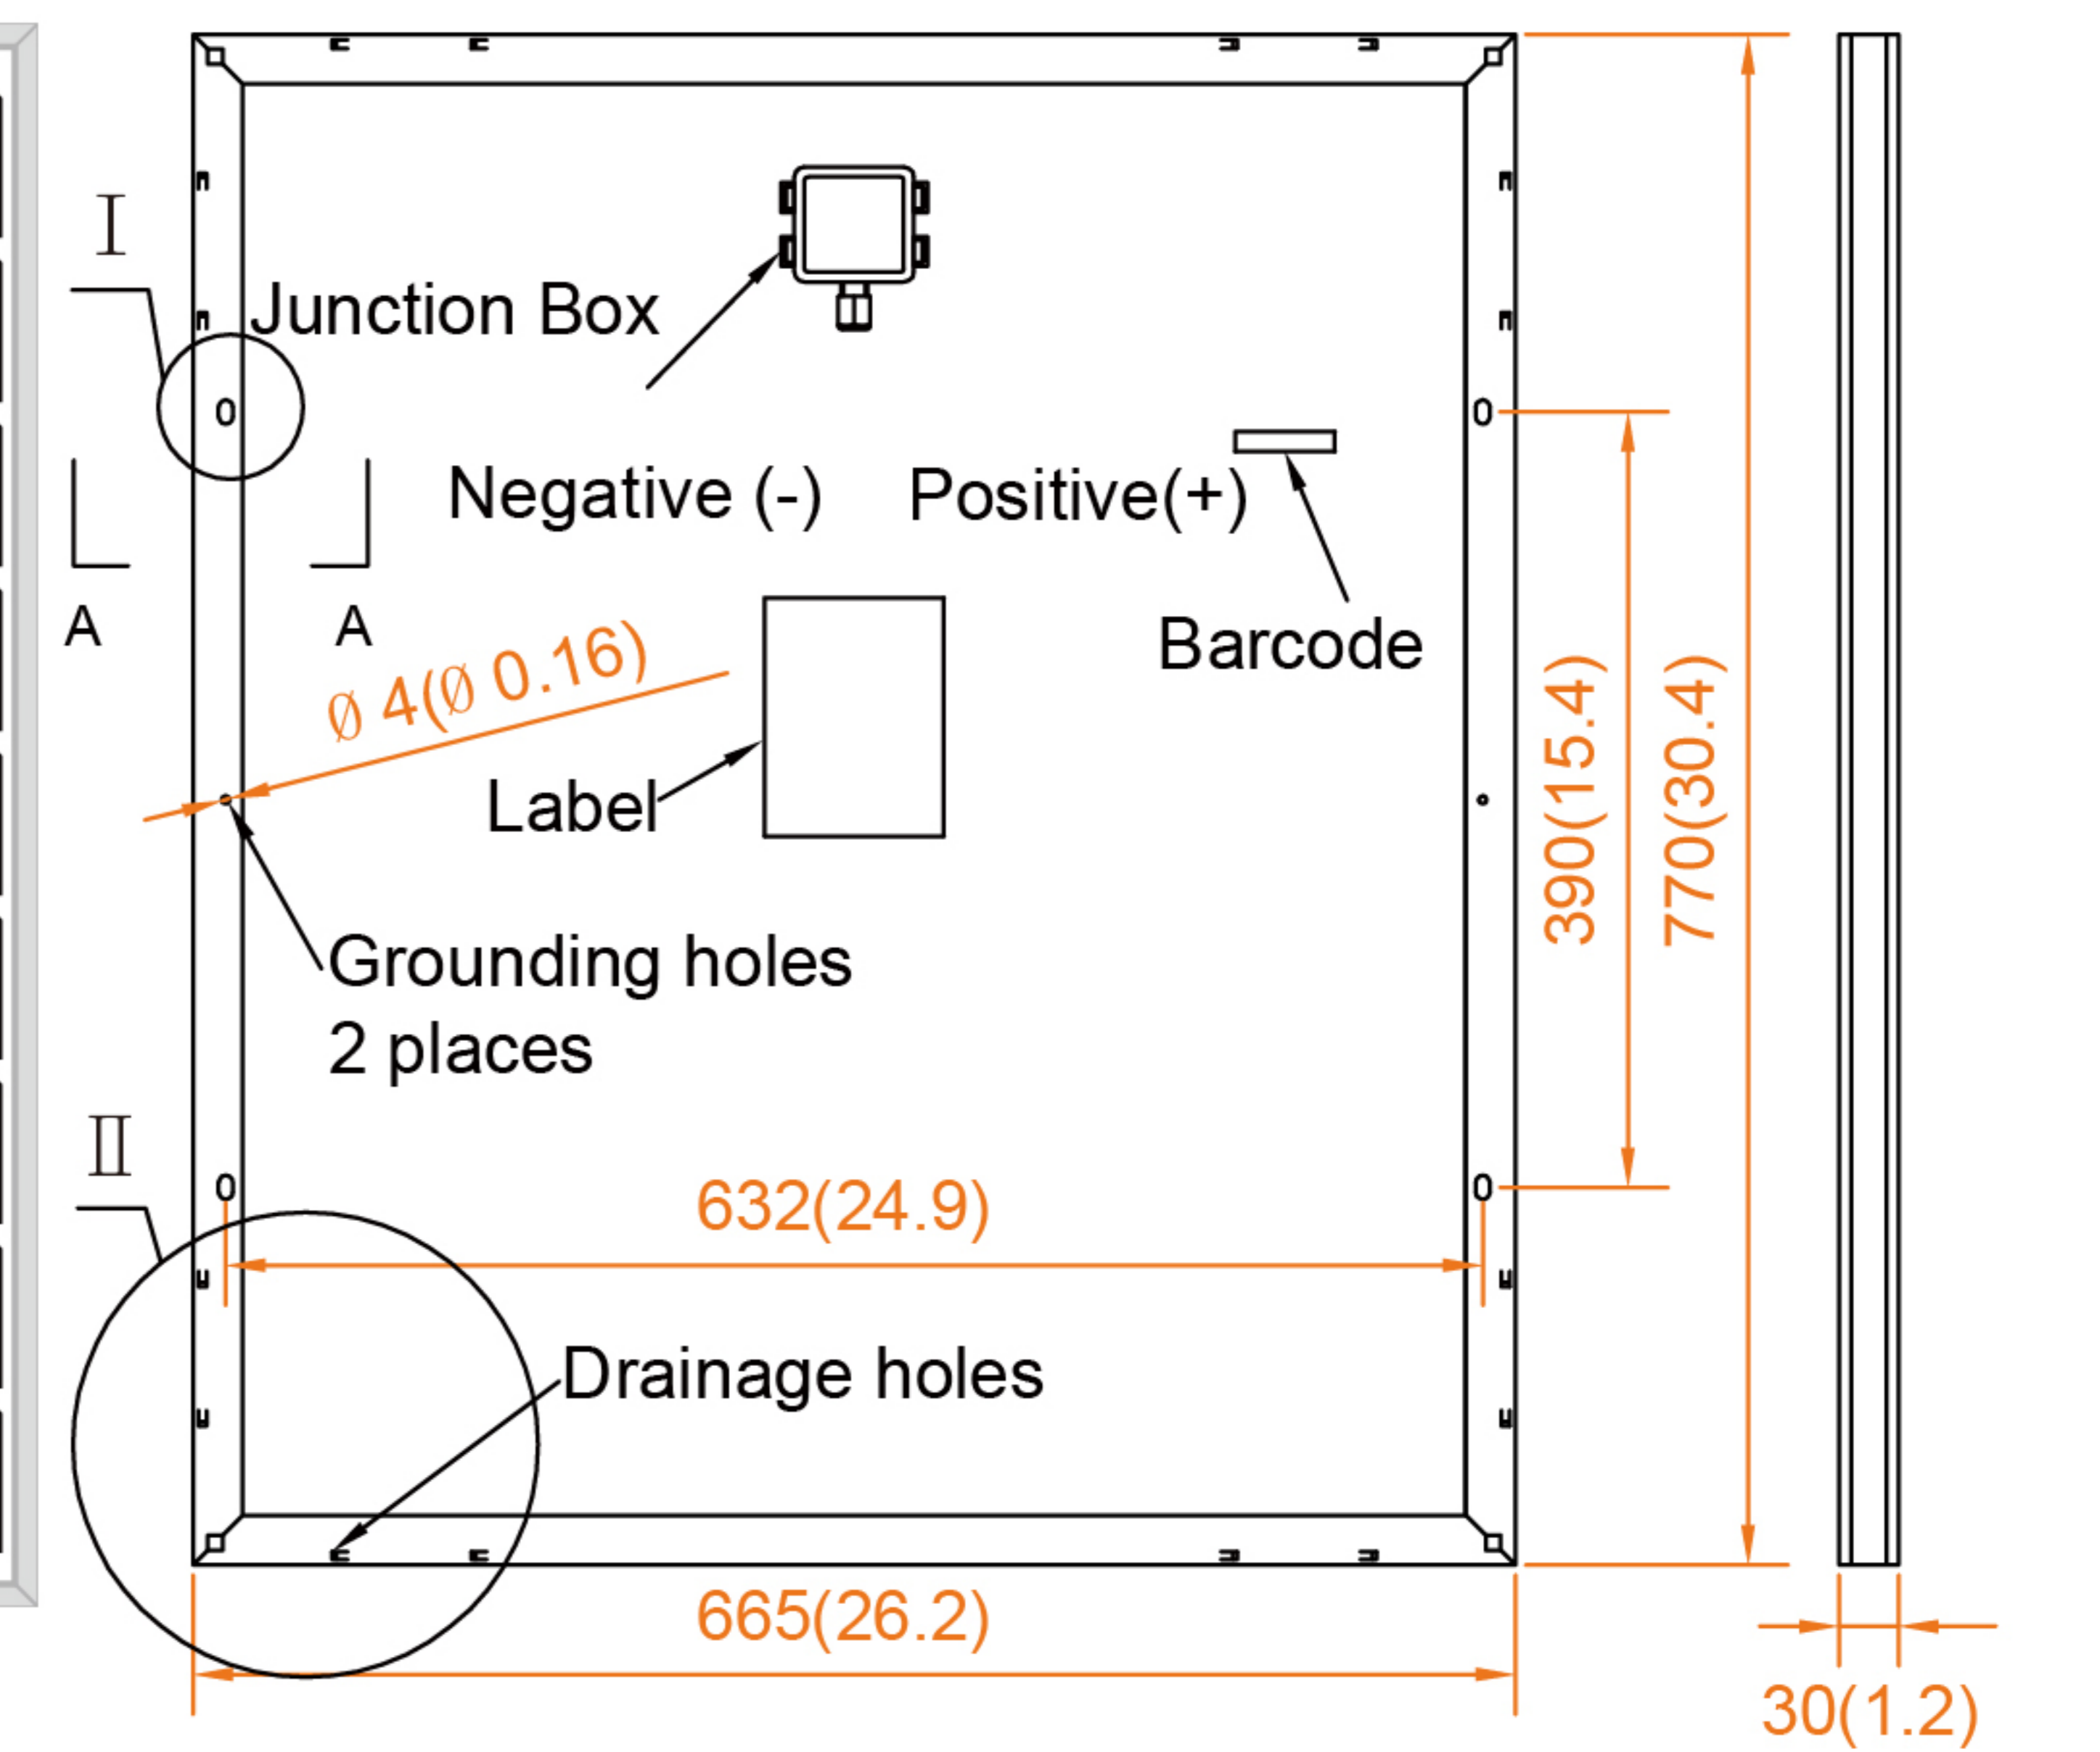 I
Junction Box
Negative (-)
Positive(+)
A
A
Ø 4(Ø 0.16)
Barcode
Label
390(15.4)
770(30.4)
Grounding holes
2 places
II
632(24.9)
Drainage holes
665(26.2)
30(1.2)